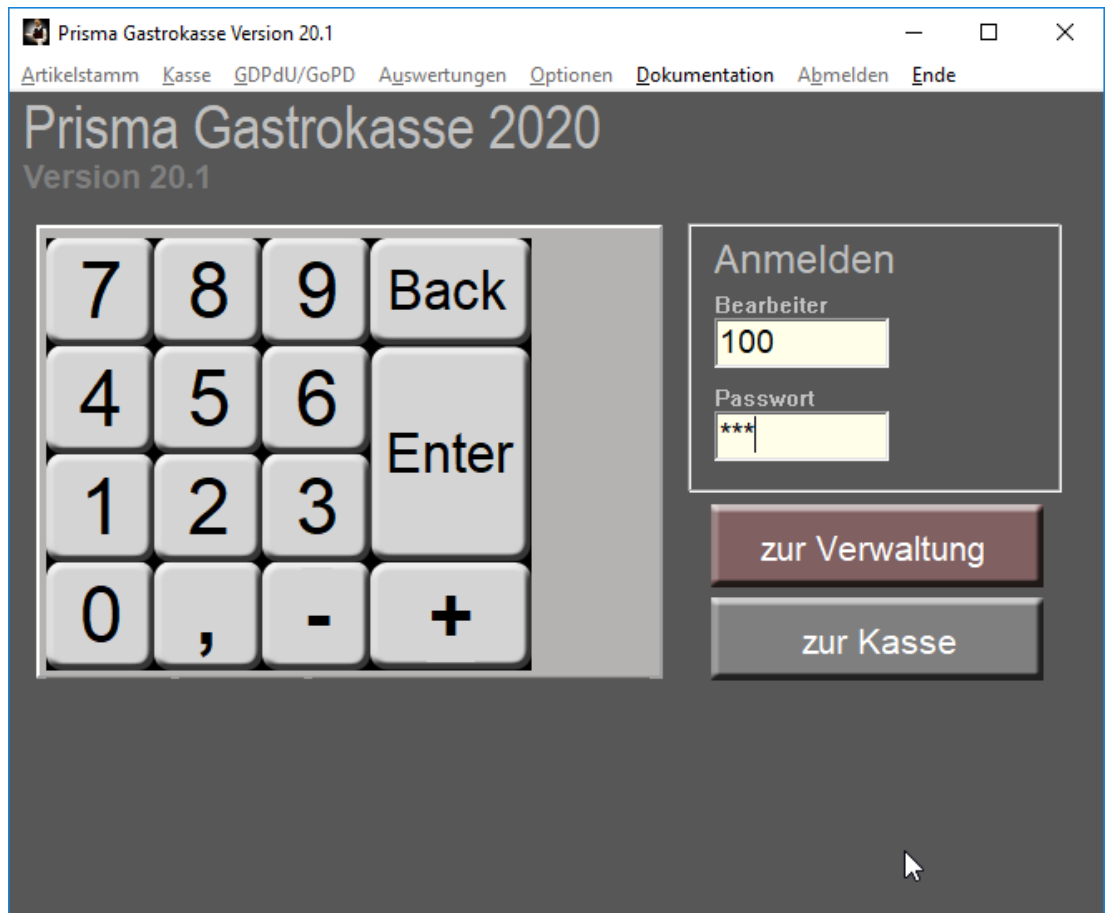 Prisma Gastrokasse Version 20.1
Artikelstamm Kasse GDPdU/GoPD Auswertungen Optionen Dokumentation Abmelden Ende
Prisma Gastrokasse 2020
Version 20.1
7 8 9 Back
4 5 6
Enter
1 2 3
0 , - +
Anmelden
Bearbeiter
100
Passwort
***
zur Verwaltung
zur Kasse